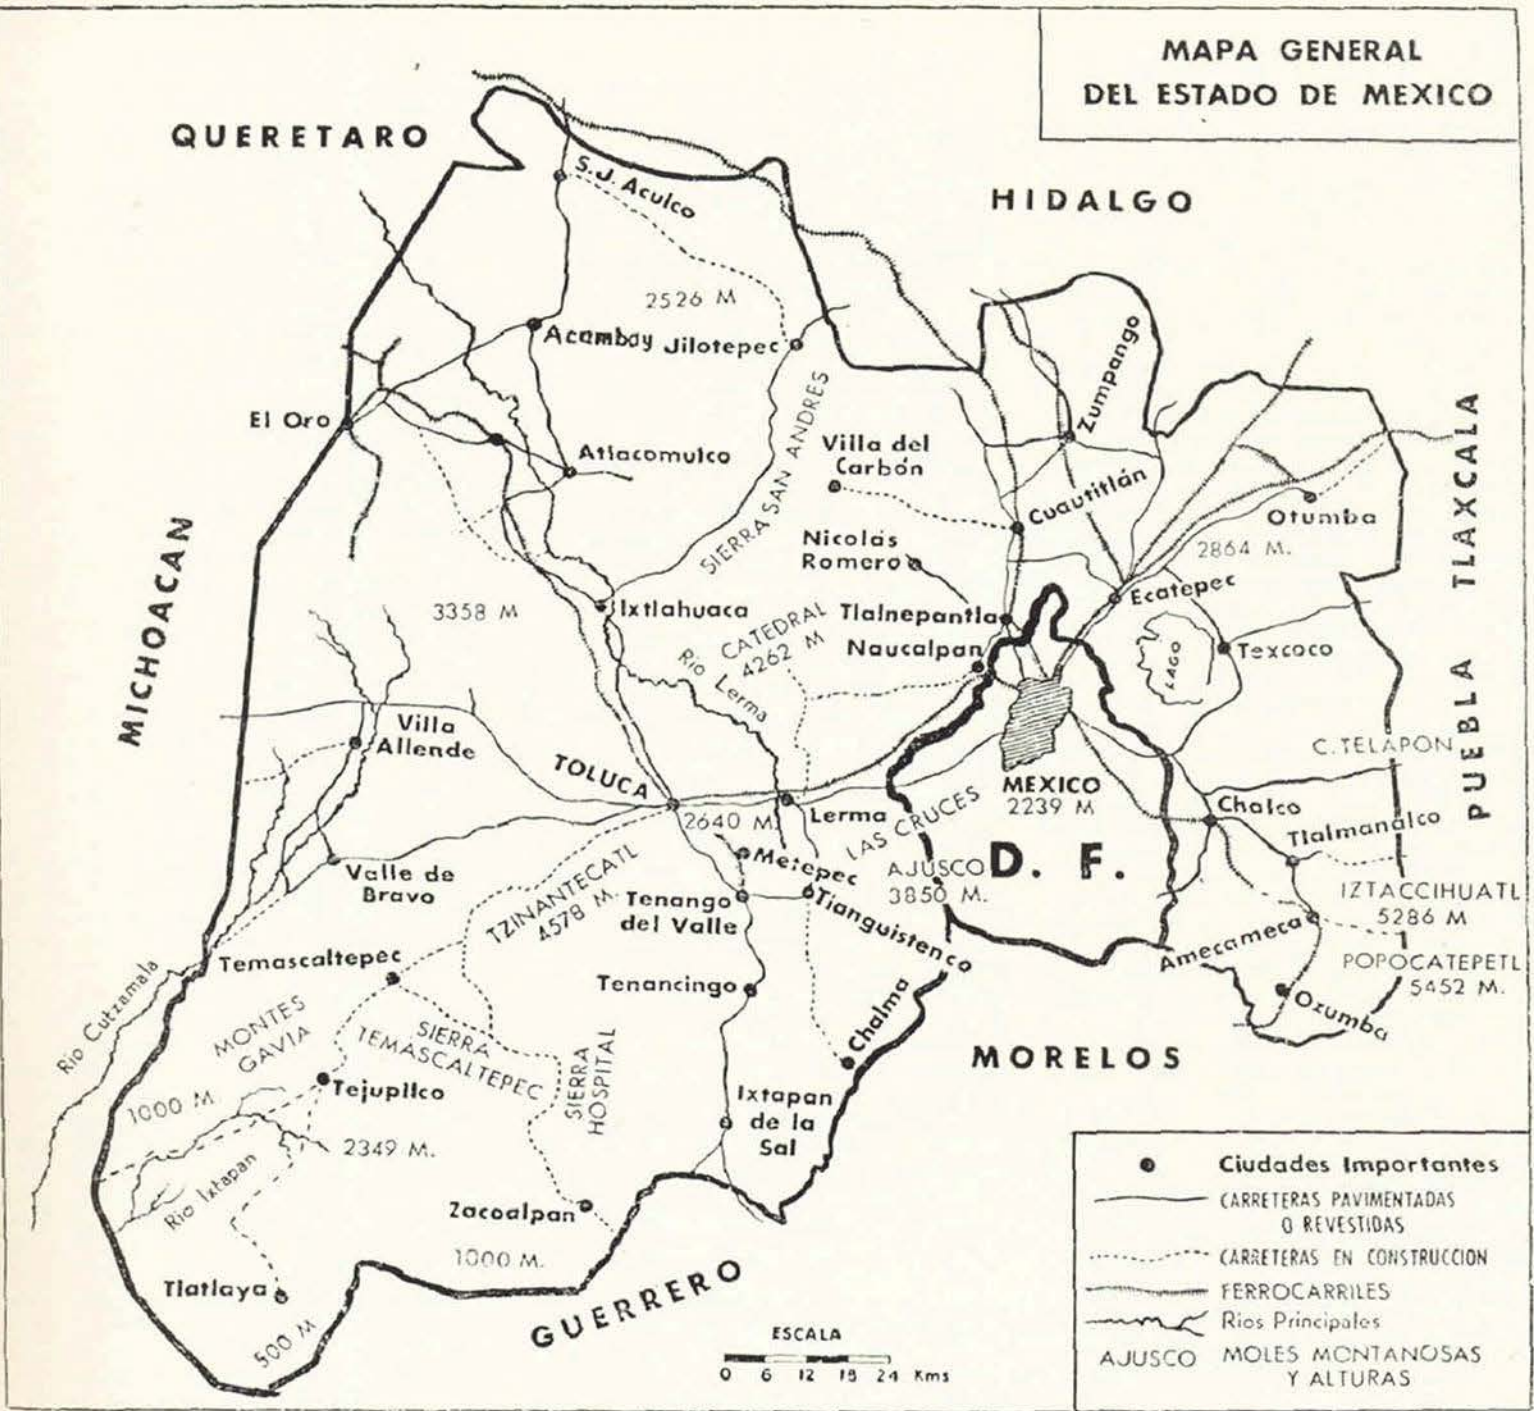 MAPA GENERAL
DEL ESTADO DE MEXICO
QUERETARO
HIDALGO
S.J. Aculco
2526 M
Acambay
Jilotepec
Zumpango
El Oro
Atlacomulco
SIERRA SAN ANDRES
Villa del
Carbón
Cuautitlán
Otumba
2864 M.
TLAXCALA
PUEBLA
MICHOACAN
Nicolás
Romero
Ecatepec
3358 M
Ixtlahuaca
CATEDRAL
4262 M
Tlalnepantla
Naucalpan
LAGO
Texcoco
Rio Lerma
Villa
Allende
C. TELAPON
TOLUCA
2640 M.
Lerma
MEXICO
2239 M
Chalco
Tlalmanalco
LAS CRUCES
D. F.
AJUSCO
3850 M.
Valle de
Bravo
TZINANTECATL
4578 M.
Metepec
Tenango
del Valle
Tianguistenco
IZTACCIHUATL
5286 M
Amecameca
POPOCATEPETL
5452 M.
Ozumba
Temascaltepec
Tenancingo
Rio Cutzamala
MONTES
GAVIA
SIERRA
TEMASCALTEPEC
SIERRA
HOSPITAL
Chalma
MORELOS
1000 M
Tejupilco
2349 M.
Ixtapan
de la
Sal
Rio Ixtapan
Zacoalpan
1000 M.
Tlatlaya
500 M
GUERRERO
ESCALA
0 6 12 18 24 Kms
Ciudades Importantes
CARRETERAS PAVIMENTADAS
O REVESTIDAS
CARRETERAS EN CONSTRUCCION
FERROCARRILES
Rios Principales
AJUSCO MOLES MONTANOSAS
Y ALTURAS